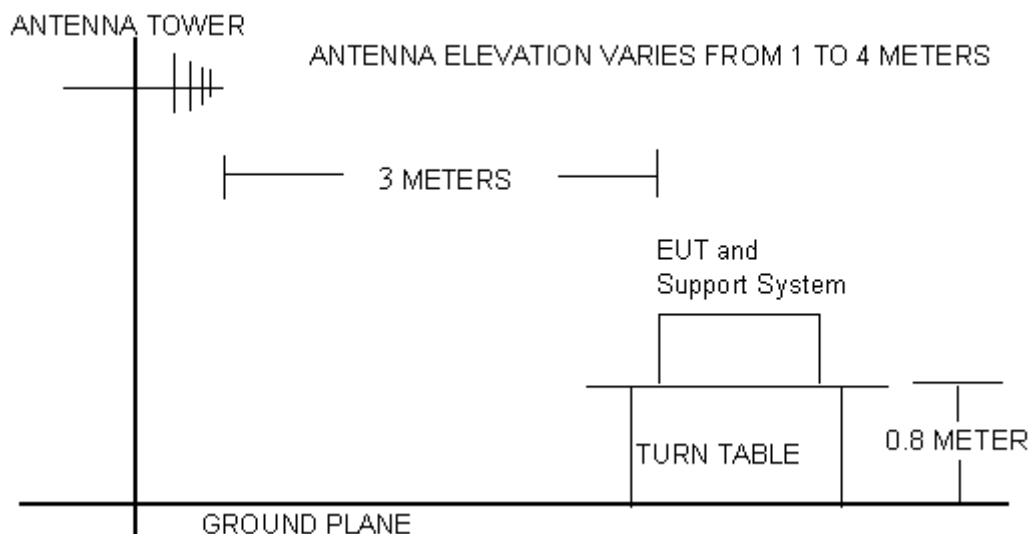 ANTENNA TOWER
ANTENNA ELEVATION VARIES FROM 1 TO 4 METERS
3 METERS
EUT and
Support System
TURN TABLE
0.8 METER
GROUND PLANE